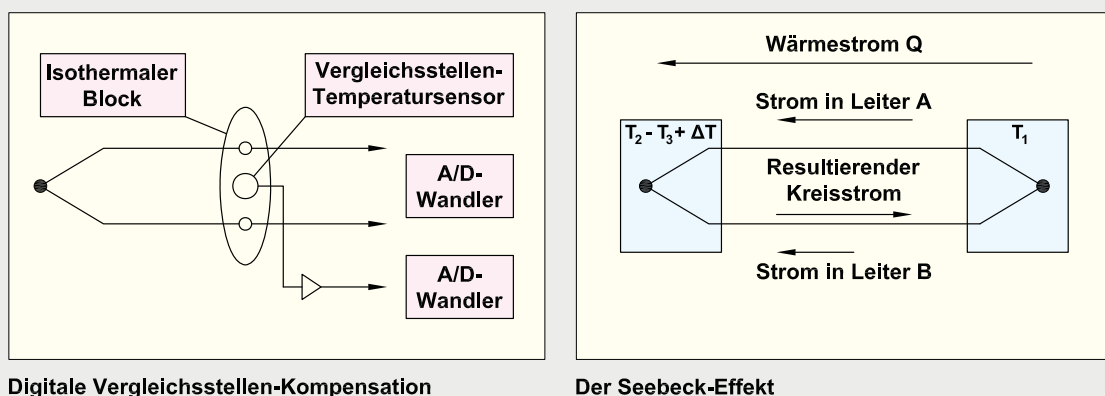 Isothermaler
Block
Vergleichsstellen-
Temperatursensor
A/D-
Wandler
A/D-
Wandler
Digitale Vergleichsstellen-Kompensation
Wärmestrom Q
Strom in Leiter A
T₂ - T₃ + ΔT
T₁
Resultierender
Kreisstrom
Strom in Leiter B
Der Seebeck-Effekt